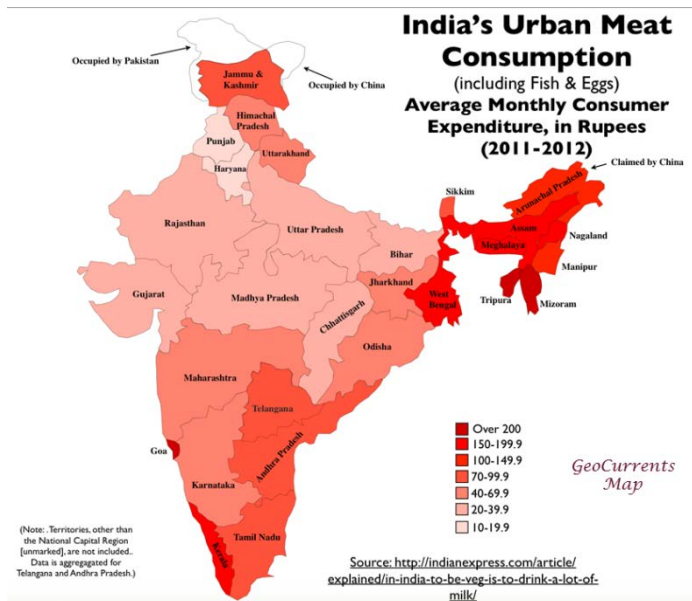 India's Urban Meat
Consumption
(including Fish & Eggs)
Average Monthly Consumer
Expenditure, in Rupees
(2011-2012)
Occupied by Pakistan
Jammu &
Kashmir
Occupied by China
Himachal
Pradesh
Punjab
Uttarakhand
Haryana
Claimed by China
Sikkim
Arunachal Pradesh
Rajasthan
Uttar Pradesh
Assam
Nagaland
Meghalaya
Bihar
Manipur
Jharkhand
Gujarat
Madhya Pradesh
West
Bengal
Tripura
Mizoram
Chhattisgarh
Odisha
Maharashtra
Telangana
Goa
Andhra Pradesh
Karnataka
Tamil Nadu
Kerala
Over 200
150-199.9
100-149.9
70-99.9
40-69.9
20-39.9
10-19.9
GeoCurrents
Map
(Note: .Territories, other than
the National Capital Region
[unmarked], are not included..
Data is aggregagated for
Telangana and Andhra Pradesh.)
Source: http://indianexpress.com/article/
explained/in-india-to-be-veg-is-to-drink-a-lot-of-
milk/